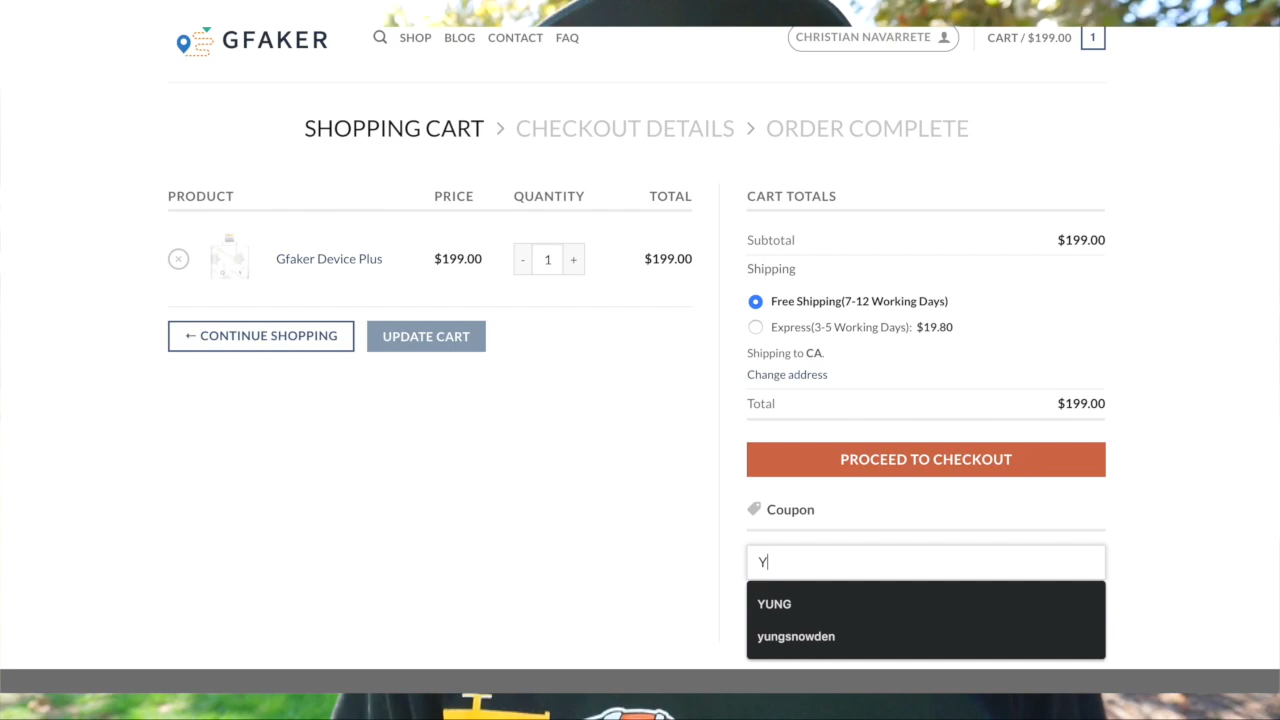 GFAKER
SHOP BLOG CONTACT FAQ
CHRISTIAN NAVARRETE
CART / $199.00 1
SHOPPING CART > CHECKOUT DETAILS > ORDER COMPLETE
PRODUCT PRICE QUANTITY TOTAL
Gfaker Device Plus $199.00 - 1 + $199.00
← CONTINUE SHOPPING UPDATE CART
CART TOTALS
Subtotal $199.00
Shipping
Free Shipping(7-12 Working Days)
Express(3-5 Working Days): $19.80
Shipping to CA.
Change address
Total $199.00
PROCEED TO CHECKOUT
Coupon
Y
YUNG
yungsnowden